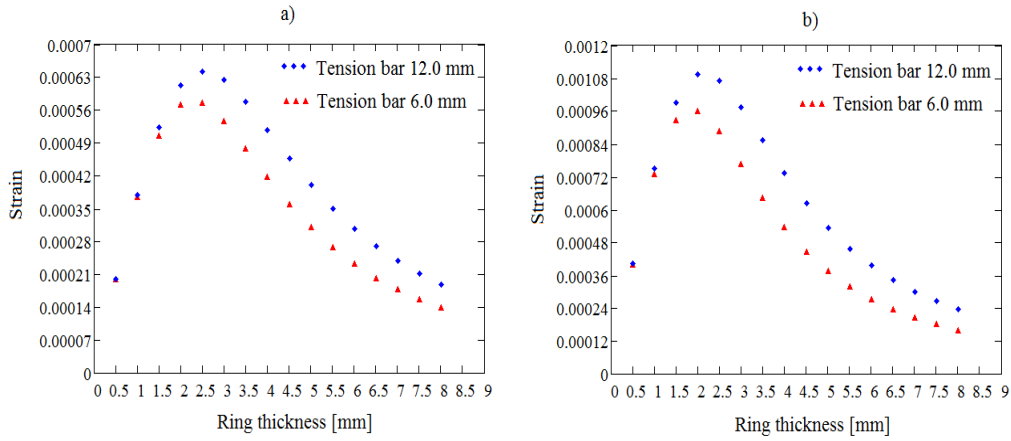 a)
0.0007
0.00063
0.00056
0.00049
0.00042
0.00035
0.00028
0.00021
0.00014
0.00007
0
Strain
Tension bar 12.0 mm
Tension bar 6.0 mm
0 0.5 1 1.5 2 2.5 3 3.5 4 4.5 5 5.5 6 6.5 7 7.5 8 8.5 9
Ring thickness [mm]
b)
0.0012
0.00108
0.00096
0.00084
0.00072
0.0006
0.00048
0.00036
0.00024
0.00012
0
Strain
Tension bar 12.0 mm
Tension bar 6.0 mm
0 0.5 1 1.5 2 2.5 3 3.5 4 4.5 5 5.5 6 6.5 7 7.5 8 8.5 9
Ring thickness [mm]